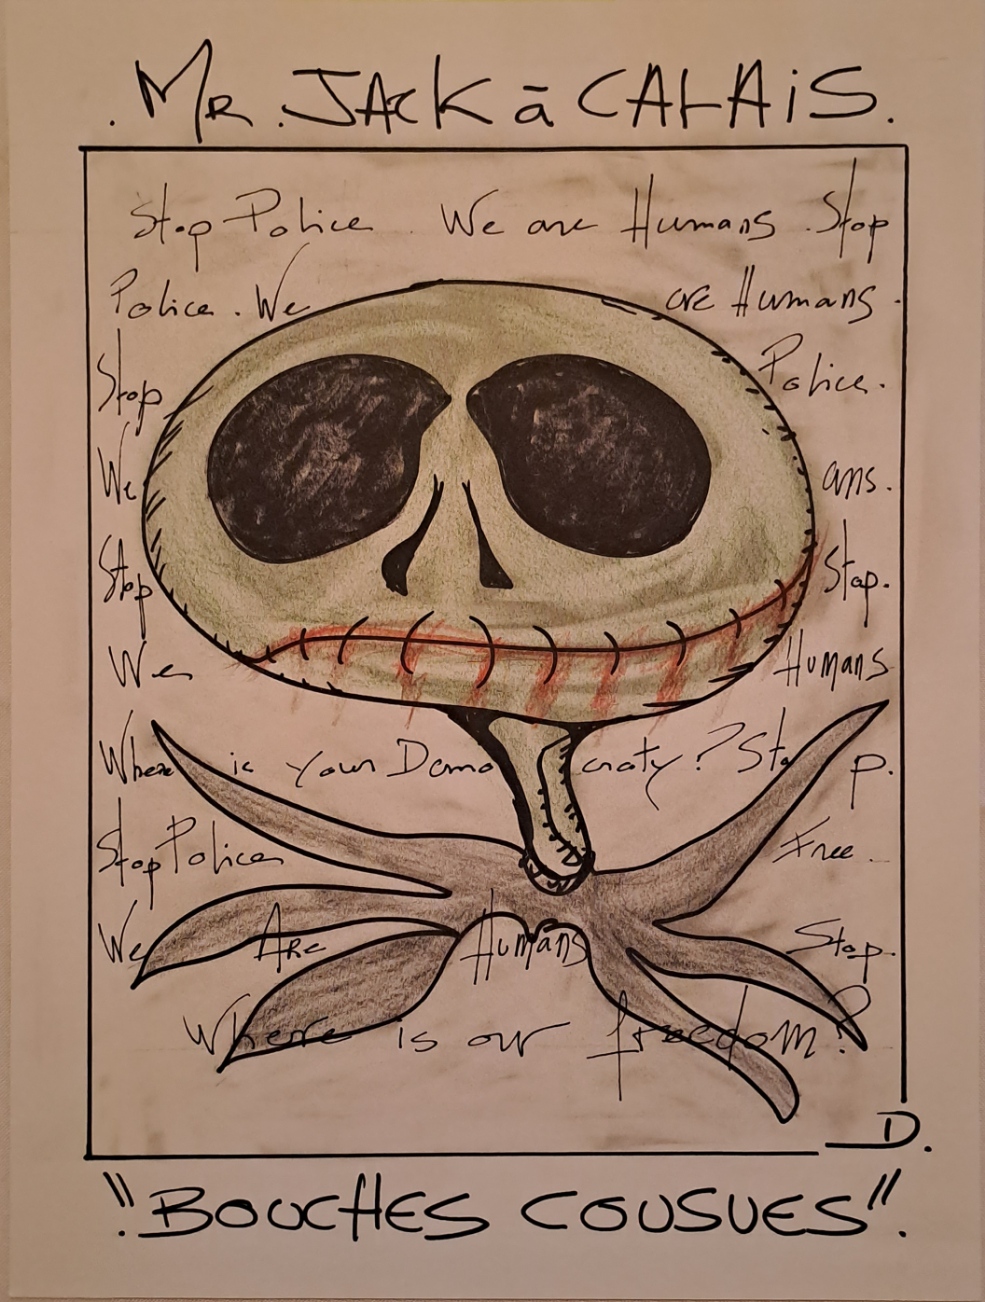 . MR. JACK ā CALAiS.
Stop Police. We are Humans. Stop
Police. We are Humans.
Stop Police.
We ans.
Stop Stop.
We Humans
Where is your Democraty? Stop.
Stop Police Free.
We Are Humans Stop.
Where is our freedom?
D.
"BOUCHES COUSUES".